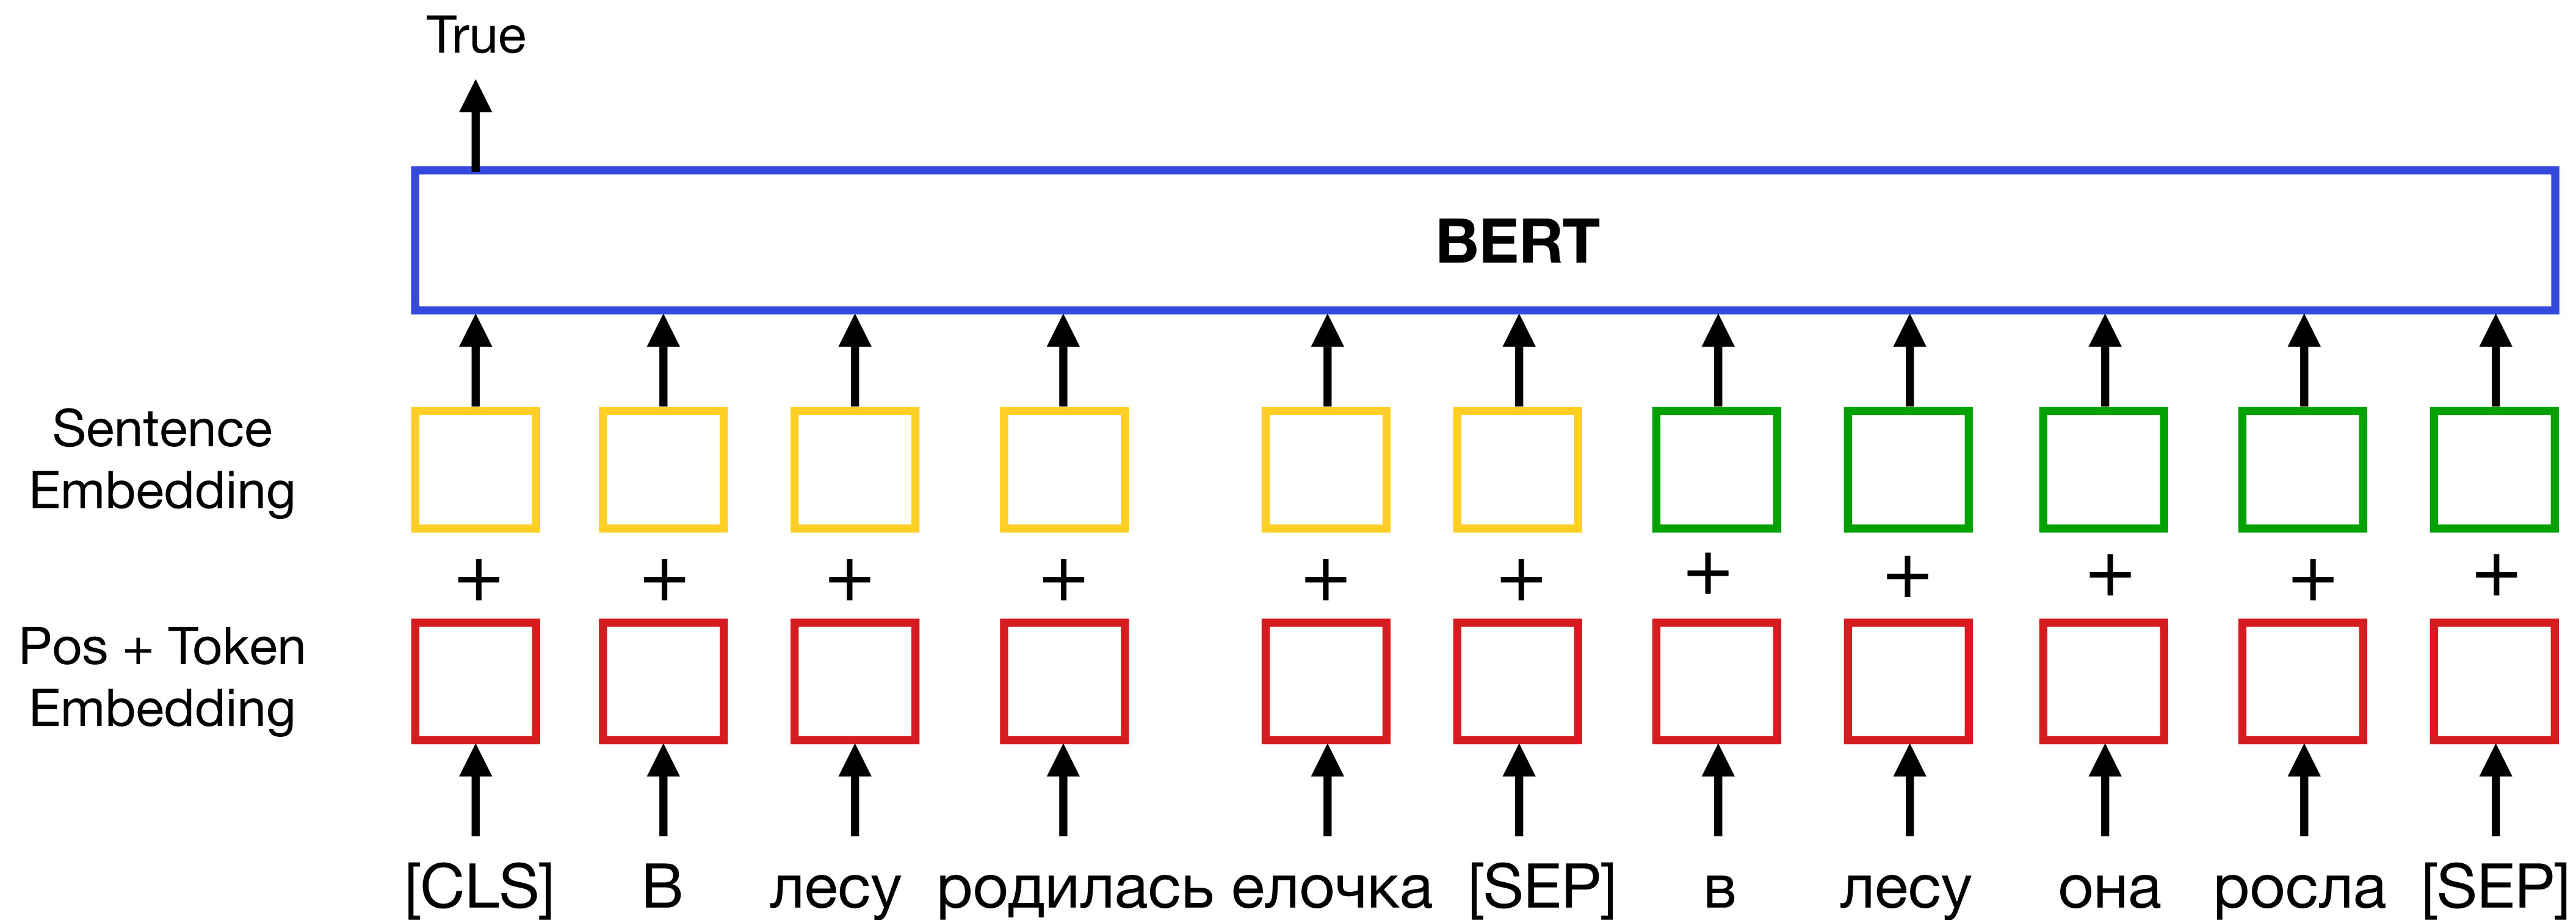 True
BERT
Sentence
Embedding
+ + + + + + + + + + +
Pos + Token
Embedding
[CLS] В лесу родилась елочка [SEP] в лесу она росла [SEP]